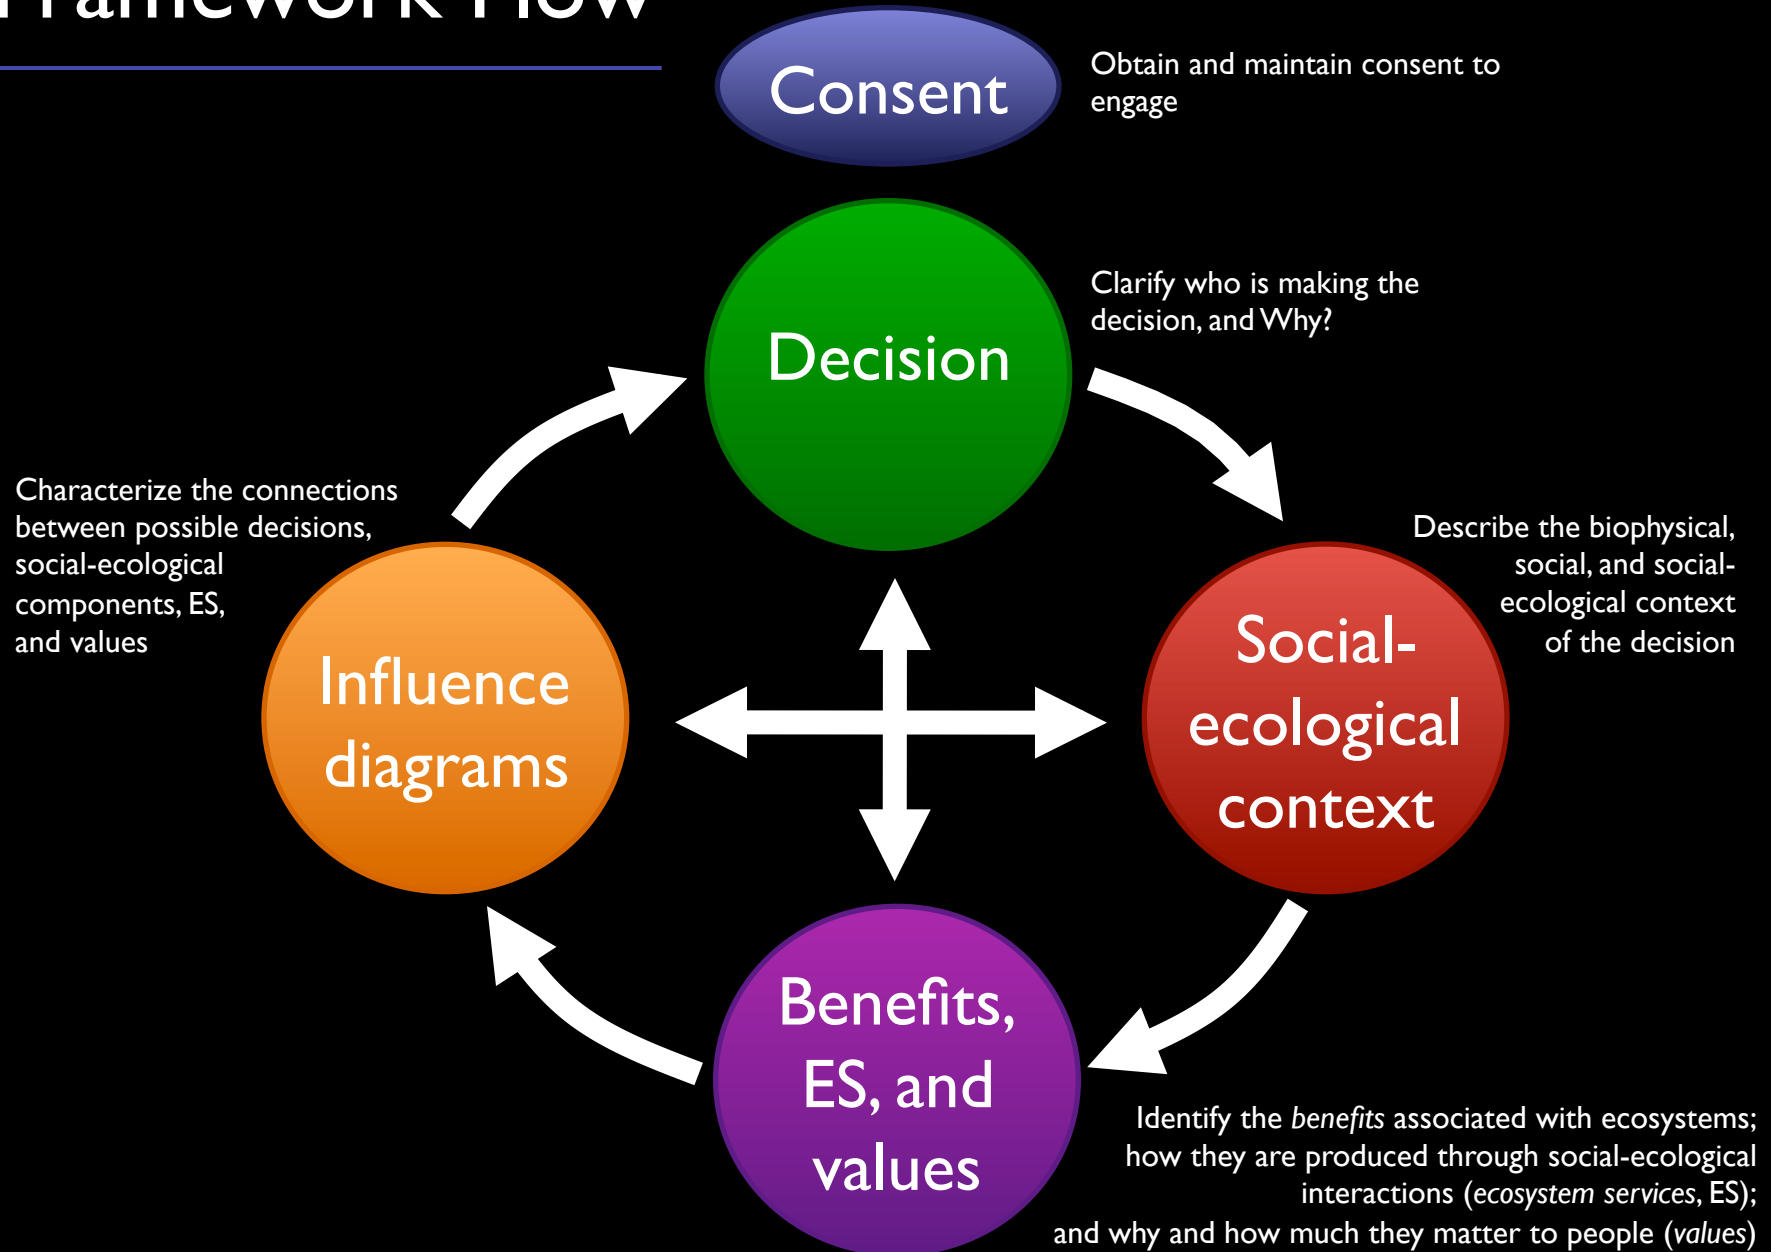 Framework Flow
Consent
Obtain and maintain consent to
engage
Decision
Clarify who is making the
decision, and Why?
Characterize the connections
between possible decisions,
social-ecological
components, ES,
and values
Influence
diagrams
Describe the biophysical,
social, and social-
ecological context
of the decision
Social-
ecological
context
Benefits,
ES, and
values
Identify the benefits associated with ecosystems;
how they are produced through social-ecological
interactions (ecosystem services, ES);
and why and how much they matter to people (values)